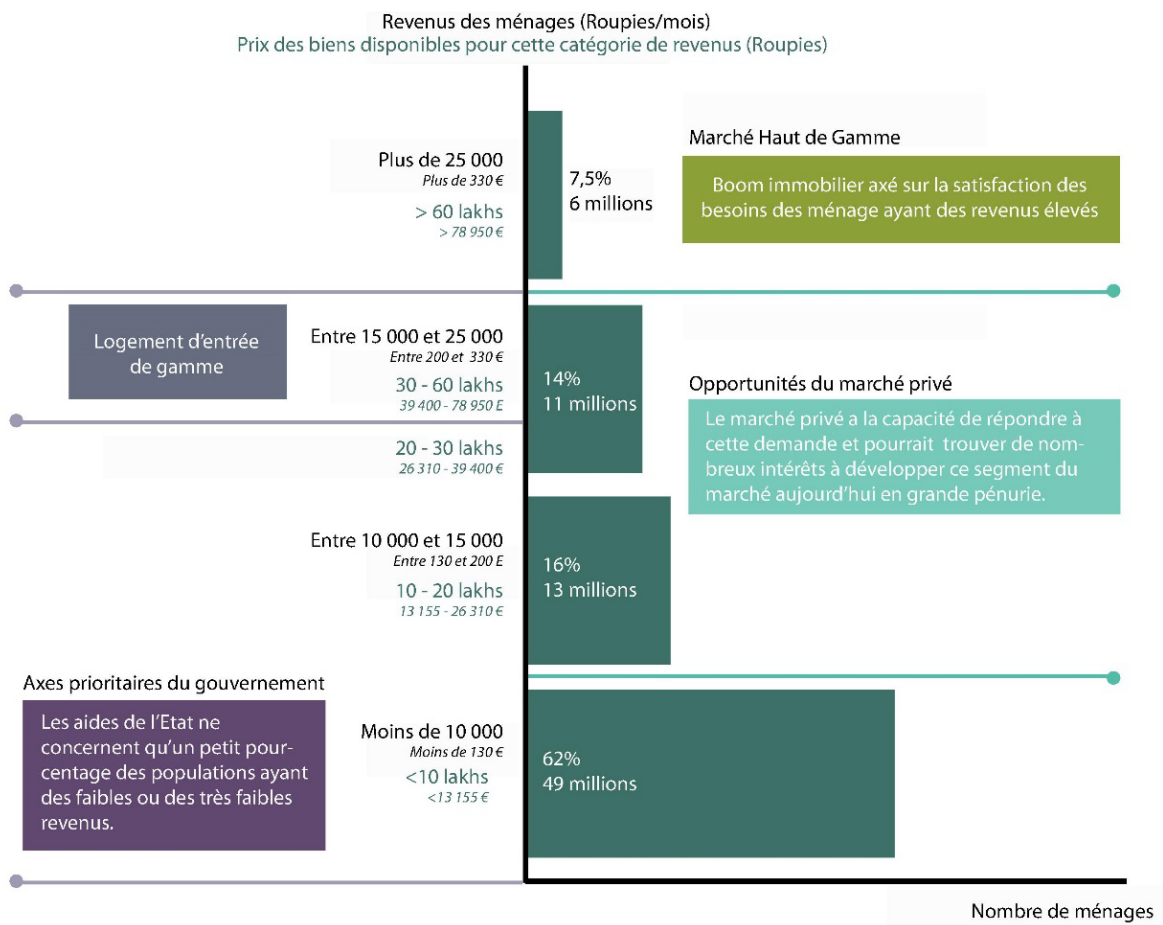 Revenus des ménages (Roupies/mois)
Prix des biens disponibles pour cette catégorie de revenus (Roupies)
Plus de 25 000
Plus de 330 €
> 60 lakhs
> 78 950 €
7,5%
6 millions
Marché Haut de Gamme
Boom immobilier axé sur la satisfaction des
besoins des ménage ayant des revenus élevés
Logement d'entrée
de gamme
Entre 15 000 et 25 000
Entre 200 et 330 €
30 - 60 lakhs
39 400 - 78 950 E
20 - 30 lakhs
26 310 - 39 400 €
14%
11 millions
Opportunités du marché privé
Le marché privé a la capacité de répondre à
cette demande et pourrait trouver de nom-
breux intérêts à développer ce segment du
marché aujourd'hui en grande pénurie.
Entre 10 000 et 15 000
Entre 130 et 200 E
10 - 20 lakhs
13 155 - 26 310 €
16%
13 millions
Axes prioritaires du gouvernement
Les aides de l'Etat ne
concernent qu'un petit pour-
centage des populations ayant
des faibles ou des très faibles
revenus.
Moins de 10 000
Moins de 130 €
<10 lakhs
<13 155 €
62%
49 millions
Nombre de ménages